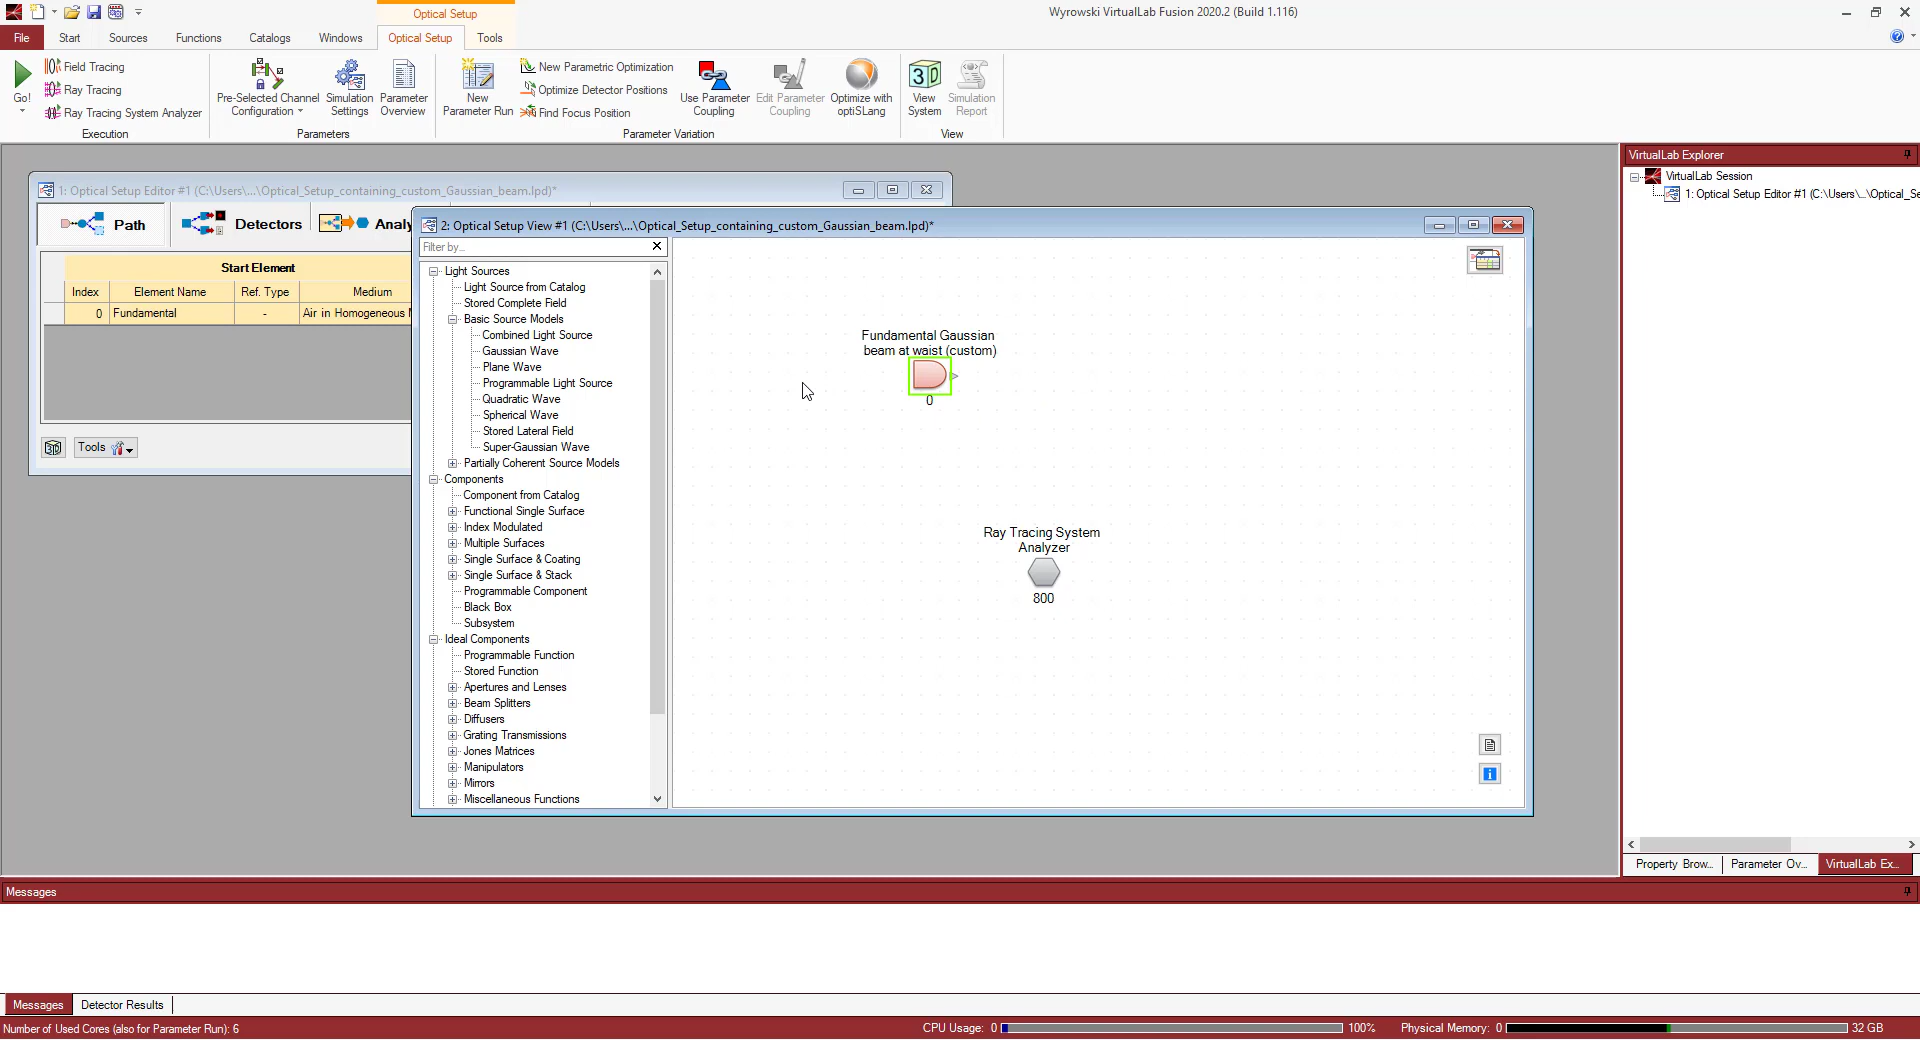 Optical Setup
Wyrowski VirtualLab Fusion 2020.2 (Build 1.116)
File Start Sources Functions Catalogs Windows Optical Setup Tools
Go!
Field Tracing
Ray Tracing
Ray Tracing System Analyzer
Execution
Pre-Selected Channel
Configuration
Simulation
Settings
Parameter
Overview
Parameters
New
Parameter Run
New Parametric Optimization
Optimize Detector Positions
Find Focus Position
Use Parameter
Coupling
Edit Parameter
Coupling
Optimize with
optiSLang
Parameter Variation
View
System
Simulation
Report
View
1: Optical Setup Editor #1 (C:\Users\...\Optical_Setup_containing_custom_Gaussian_beam.lpd)*
Path Detectors Analy
Start Element
Index Element Name Ref. Type Medium
0 Fundamental - Air in Homogeneous
Tools
2: Optical Setup View #1 (C:\Users\...\Optical_Setup_containing_custom_Gaussian_beam.lpd)*
Filter by...
Light Sources
Light Source from Catalog
Stored Complete Field
Basic Source Models
Combined Light Source
Gaussian Wave
Plane Wave
Programmable Light Source
Quadratic Wave
Spherical Wave
Stored Lateral Field
Super-Gaussian Wave
Partially Coherent Source Models
Components
Component from Catalog
Functional Single Surface
Index Modulated
Multiple Surfaces
Single Surface & Coating
Single Surface & Stack
Programmable Component
Black Box
Subsystem
Ideal Components
Programmable Function
Stored Function
Apertures and Lenses
Beam Splitters
Diffusers
Grating Transmissions
Jones Matrices
Manipulators
Mirrors
Miscellaneous Functions
Fundamental Gaussian
beam at waist (custom)
0
Ray Tracing System
Analyzer
800
VirtualLab Explorer
VirtualLab Session
1: Optical Setup Editor #1 (C:\Users\...\Optical_Se
Property Brow... Parameter Ov... VirtualLab Ex...
Messages
Messages Detector Results
Number of Used Cores (also for Parameter Run): 6
CPU Usage: 0 100% Physical Memory: 0 32 GB